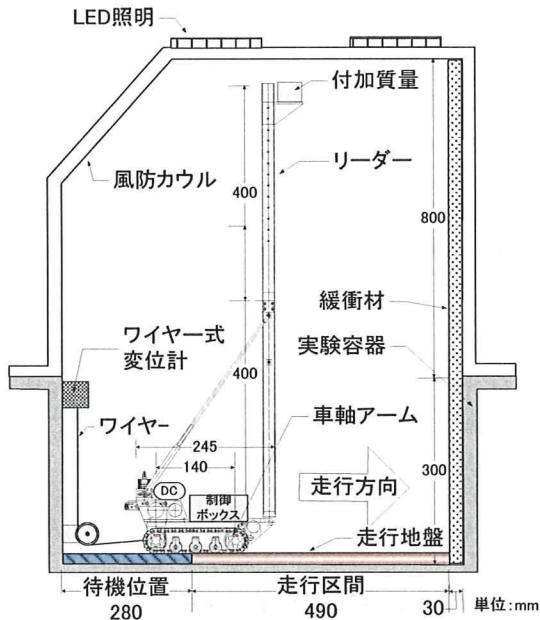 LED照明
付加質量
風防カウル
リーダー
400
800
緩衝材
実験容器
ワイヤー式
変位計
400
車軸アーム
ワイヤー
245
140
DC
制御
ボックス
走行方向
300
走行地盤
待機位置
走行区間
280
490
30
単位:mm